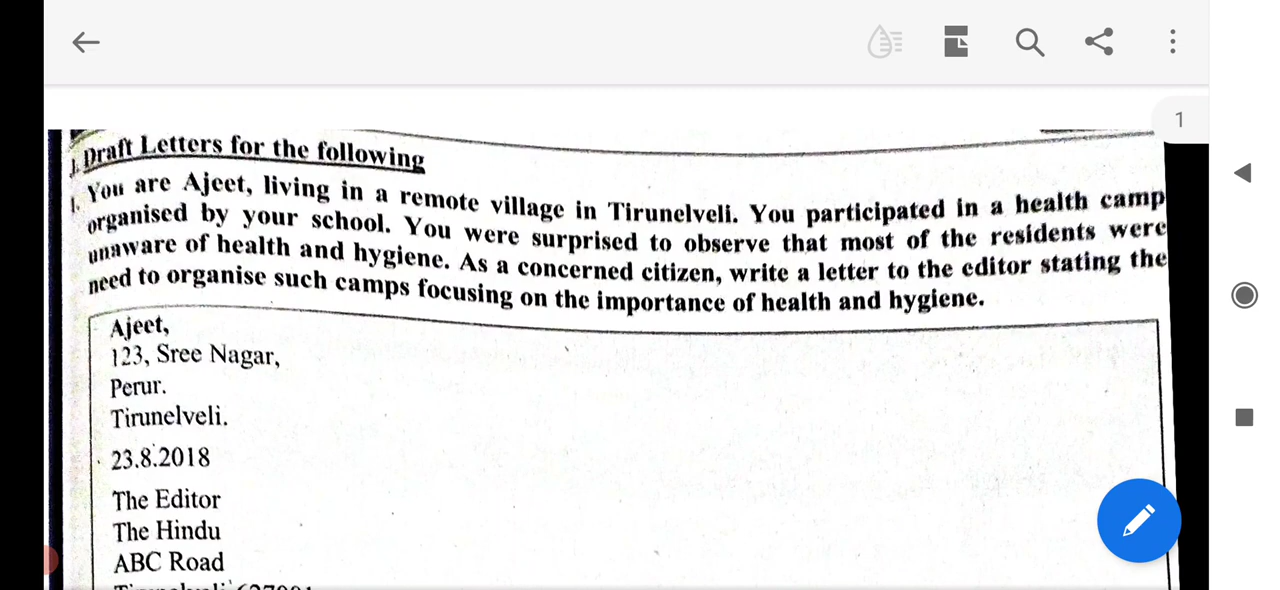 1
I. Draft Letters for the following
1. You are Ajeet, living in a remote village in Tirunelveli. You participated in a health camp
organised by your school. You were surprised to observe that most of the residents were
unaware of health and hygiene. As a concerned citizen, write a letter to the editor stating the
need to organise such camps focusing on the importance of health and hygiene.
Ajeet,
123, Sree Nagar,
Perur.
Tirunelveli.
23.8.2018
The Editor
The Hindu
ABC Road